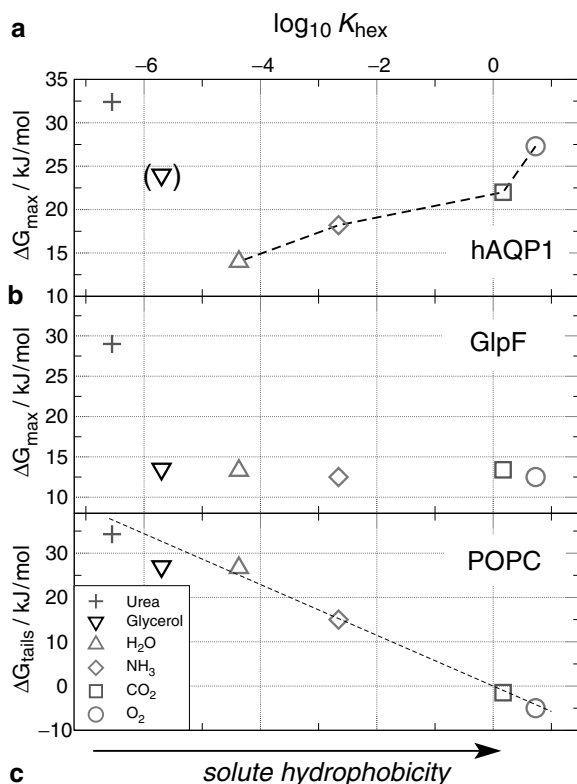 a
log10 Khex
−6 −4 −2 0
35
30
25
20
15
10
ΔGmax / kJ/mol
( )
hAQP1
b
30
25
20
15
10
ΔGmax / kJ/mol
GlpF
30
20
10
0
−10
ΔGtails / kJ/mol
POPC
Urea
Glycerol
H2O
NH3
CO2
O2
c
solute hydrophobicity